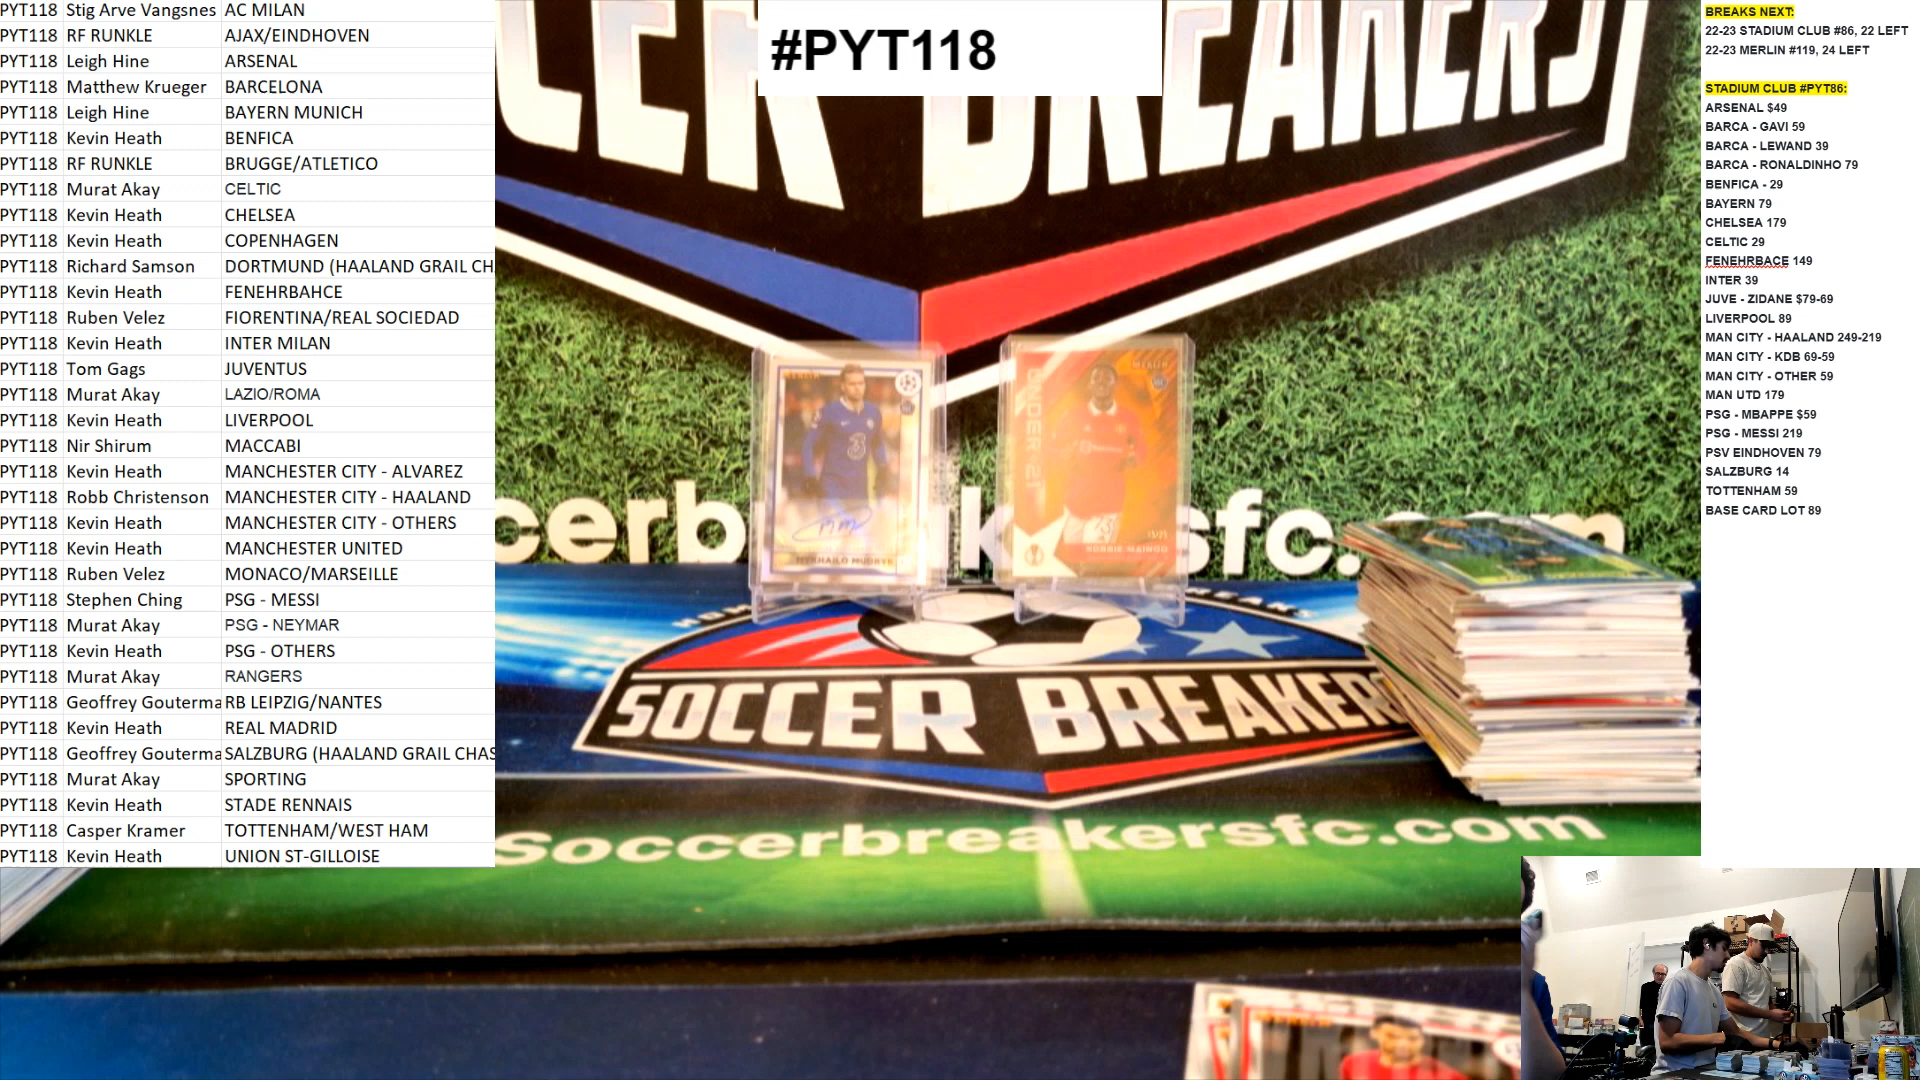 PYT118 Stig Arve Vangsnes AC MILAN
PYT118 RF RUNKLE AJAX/EINDHOVEN
PYT118 Leigh Hine ARSENAL
PYT118 Matthew Krueger BARCELONA
PYT118 Leigh Hine BAYERN MUNICH
PYT118 Kevin Heath BENFICA
PYT118 RF RUNKLE BRUGGE/ATLETICO
PYT118 Murat Akay CELTIC
PYT118 Kevin Heath CHELSEA
PYT118 Kevin Heath COPENHAGEN
PYT118 Richard Samson DORTMUND (HAALAND GRAIL CH
PYT118 Kevin Heath FENEHRBAHCE
PYT118 Ruben Velez FIORENTINA/REAL SOCIEDAD
PYT118 Kevin Heath INTER MILAN
PYT118 Tom Gags JUVENTUS
PYT118 Murat Akay LAZIO/ROMA
PYT118 Kevin Heath LIVERPOOL
PYT118 Nir Shirum MACCABI
PYT118 Kevin Heath MANCHESTER CITY - ALVAREZ
PYT118 Robb Christenson MANCHESTER CITY - HAALAND
PYT118 Kevin Heath MANCHESTER CITY - OTHERS
PYT118 Kevin Heath MANCHESTER UNITED
PYT118 Ruben Velez MONACO/MARSEILLE
PYT118 Stephen Ching PSG - MESSI
PYT118 Murat Akay PSG - NEYMAR
PYT118 Kevin Heath PSG - OTHERS
PYT118 Murat Akay RANGERS
PYT118 Geoffrey Gouterma RB LEIPZIG/NANTES
PYT118 Kevin Heath REAL MADRID
PYT118 Geoffrey Gouterma SALZBURG (HAALAND GRAIL CHAS
PYT118 Murat Akay SPORTING
PYT118 Kevin Heath STADE RENNAIS
PYT118 Casper Kramer TOTTENHAM/WEST HAM
PYT118 Kevin Heath UNION ST-GILLOISE
#PYT118
CCER BREAKERS
MERLIN
UNDER 21
MYKHAILO MUDRYK
KOBBIE MAINOO
SOCCER BREAKERS
Soccerbreakersfc.com
BREAKS NEXT:
22-23 STADIUM CLUB #86, 22 LEFT
22-23 MERLIN #119, 24 LEFT
STADIUM CLUB #PYT86:
ARSENAL $49
BARCA - GAVI 59
BARCA - LEWAND 39
BARCA - RONALDINHO 79
BENFICA - 29
BAYERN 79
CHELSEA 179
CELTIC 29
FENEHRBACE 149
INTER 39
JUVE - ZIDANE $79-69
LIVERPOOL 89
MAN CITY - HAALAND 249-219
MAN CITY - KDB 69-59
MAN CITY - OTHER 59
MAN UTD 179
PSG - MBAPPE $59
PSG - MESSI 219
PSV EINDHOVEN 79
SALZBURG 14
TOTTENHAM 59
BASE CARD LOT 89